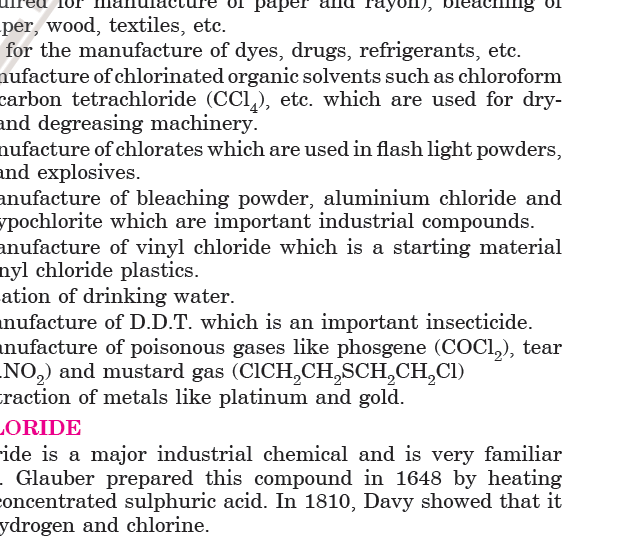 uired for manufacture of paper and rayon), bleaching of
per, wood, textiles, etc.
for the manufacture of dyes, drugs, refrigerants, etc.
nufacture of chlorinated organic solvents such as chloroform
carbon tetrachloride (CCl₄), etc. which are used for dry-
and degreasing machinery.
nufacture of chlorates which are used in flash light powders,
and explosives.
anufacture of bleaching powder, aluminium chloride and
ypochlorite which are important industrial compounds.
anufacture of vinyl chloride which is a starting material
nyl chloride plastics.
ation of drinking water.
nufacture of D.D.T. which is an important insecticide.
anufacture of poisonous gases like phosgene (COCl₂), tear
.NO₂) and mustard gas (ClCH₂CH₂SCH₂CH₂Cl)
traction of metals like platinum and gold.
LORIDE
ride is a major industrial chemical and is very familiar
. Glauber prepared this compound in 1648 by heating
concentrated sulphuric acid. In 1810, Davy showed that it
ydrogen and chlorine.